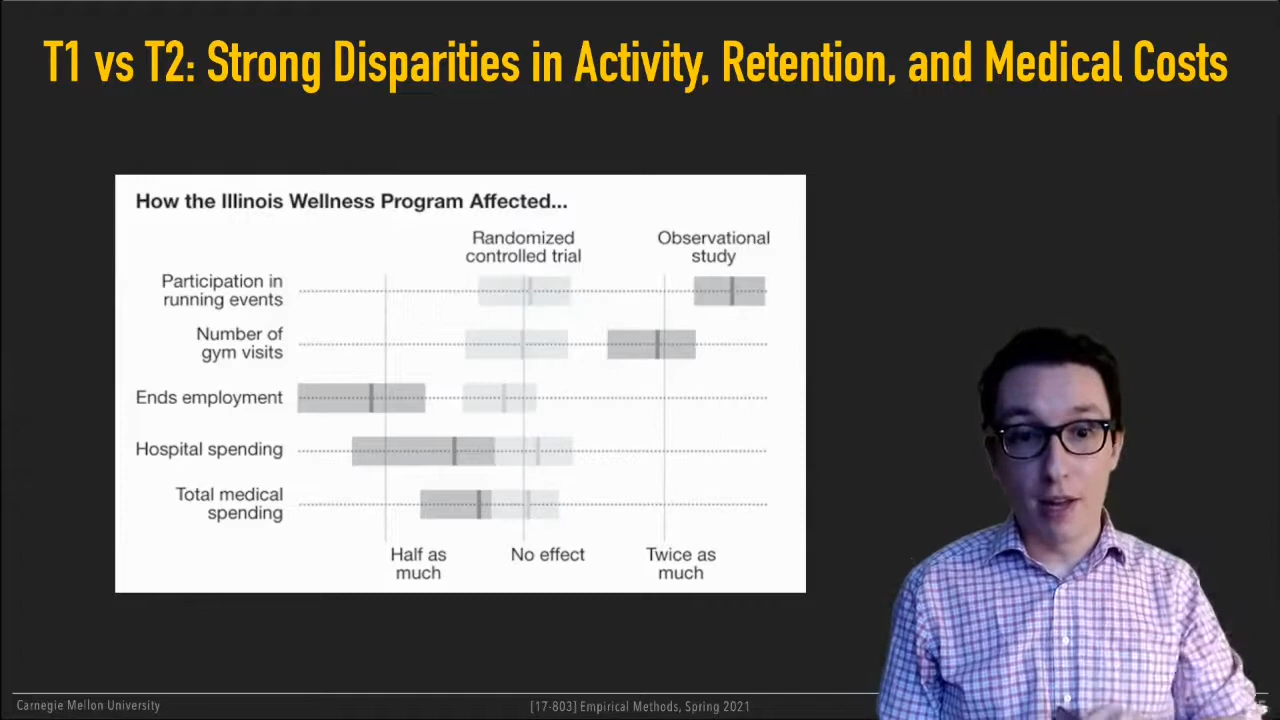 T1 vs T2: Strong Disparities in Activity, Retention, and Medical Costs
How the Illinois Wellness Program Affected...
Randomized
controlled trial
Observational
study
Participation in
running events
Number of
gym visits
Ends employment
Hospital spending
Total medical
spending
Half as
much
No effect
Twice as
much
Carnegie Mellon University
[17-803] Empirical Methods, Spring 2021